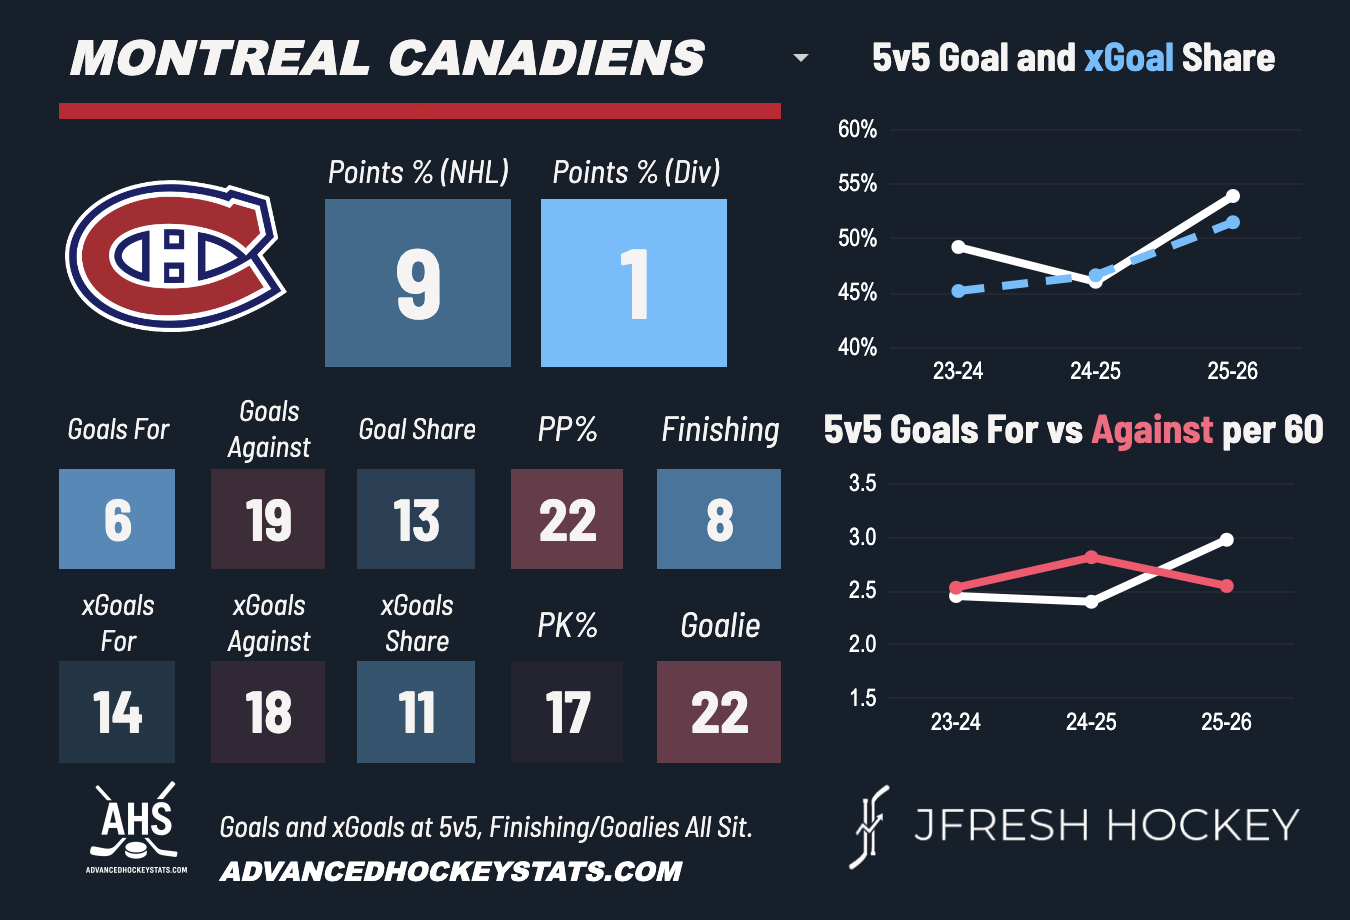 MONTREAL CANADIENS
Points % (NHL)
Points % (Div)
9
1
Goals For
Goals
Against
Goal Share
PP%
Finishing
6
19
13
22
8
xGoals
For
xGoals
Against
xGoals
Share
PK%
Goalie
14
18
11
17
22
AHS
ADVANCEDHOCKEYSTATS.COM
Goals and xGoals at 5v5, Finishing/Goalies All Sit.
ADVANCEDHOCKEYSTATS.COM
5v5 Goal and xGoal Share
60%
55%
50%
45%
40%
23-24
24-25
25-26
5v5 Goals For vs Against per 60
3.5
3.0
2.5
2.0
1.5
23-24
24-25
25-26
JFRESH HOCKEY